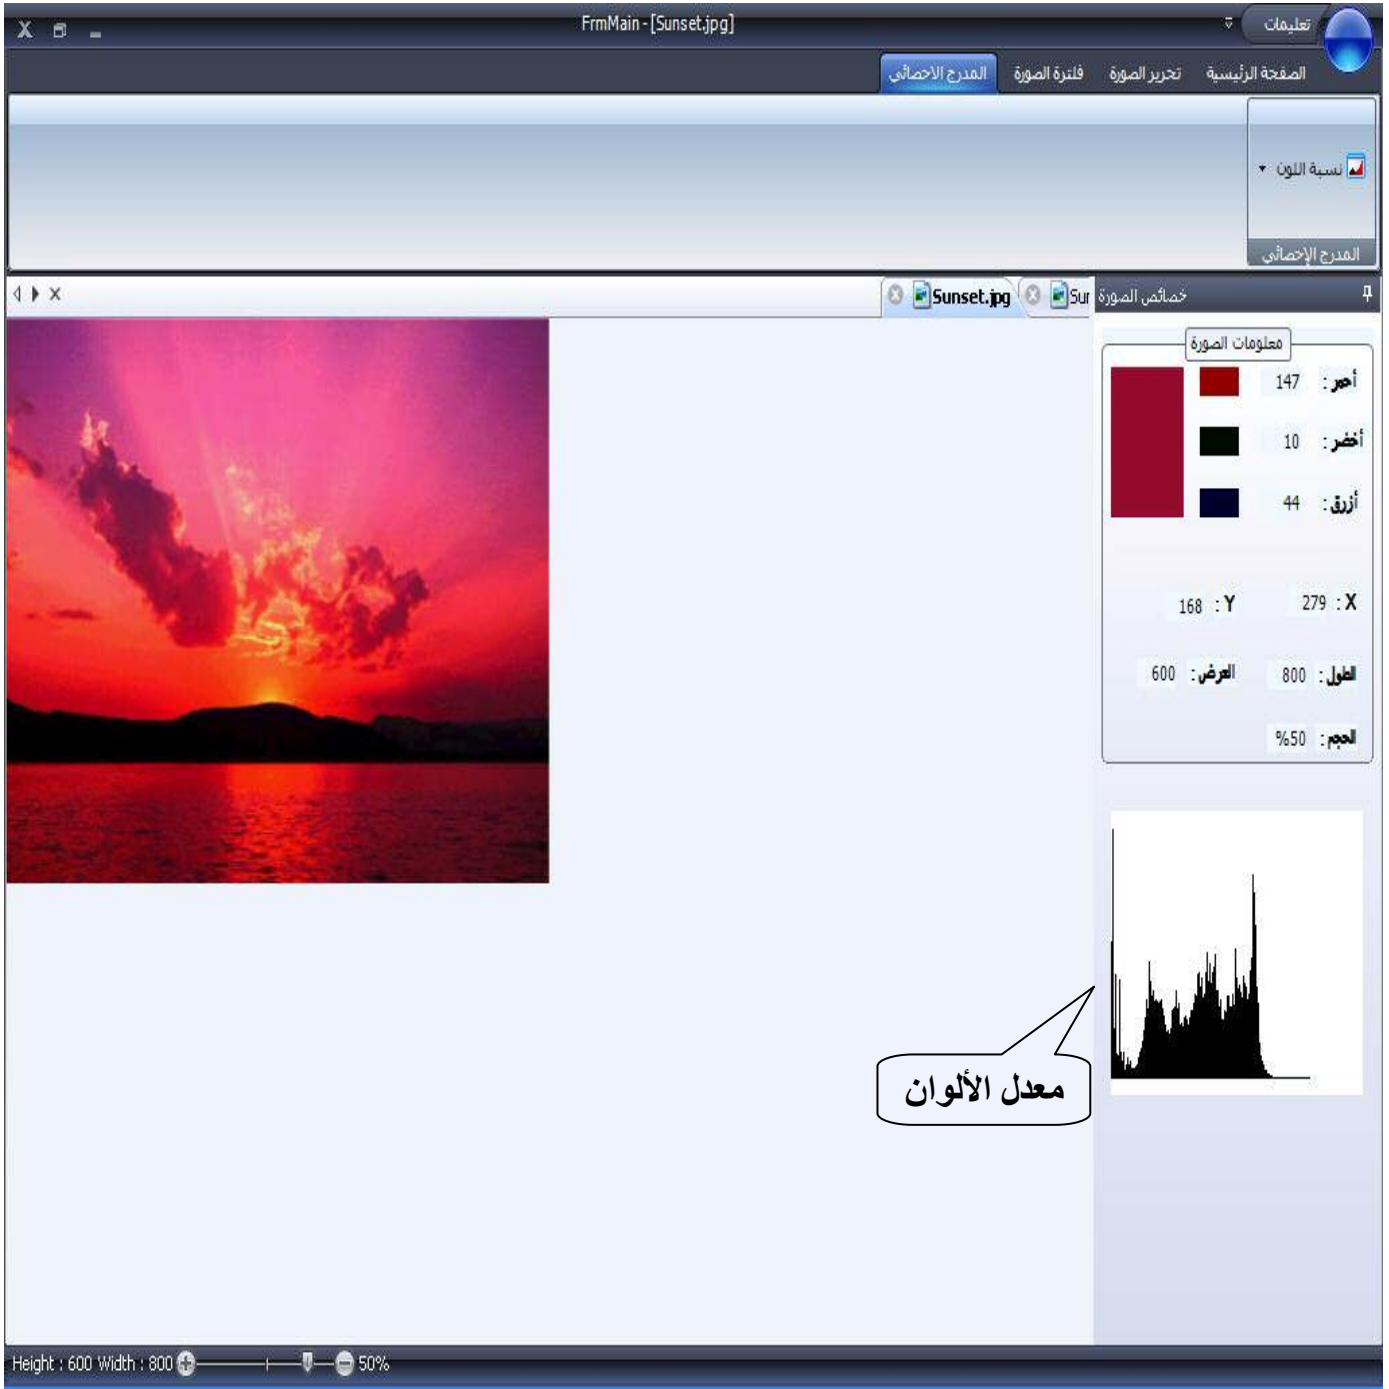 FrmMain - [Sunset.jpg]
تعليمات
الصفحة الرئيسية تحرير الصورة فلترة الصورة المدرج الاحصائي
نسبة اللون
المدرج الإحصائي
خصائص الصورة
Sur Sunset.jpg
معلومات الصورة
أحمر : 147
أخضر : 10
أزرق : 44
X : 279 Y : 168
الطول : 800 العرض : 600
الحجم : 50%
معدل الألوان
Height : 600 Width : 800 50%